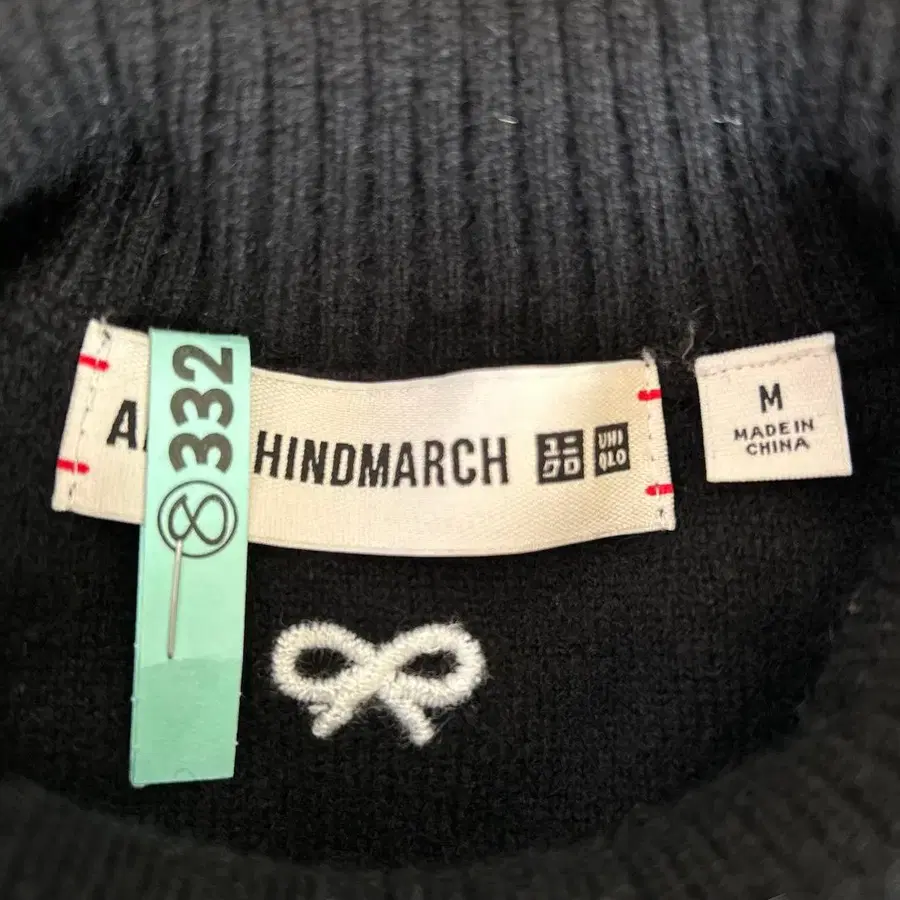 332
HINDMARCH
ユニ
クロ
UNI
QLO
M
MADE IN
CHINA